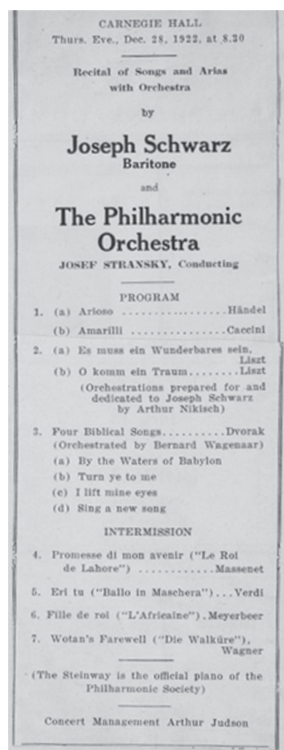 CARNEGIE HALL
Thurs. Eve., Dec. 28, 1922, at 8.30
Recital of Songs and Arias
with Orchestra
by
Joseph Schwarz
Baritone
and
The Philharmonic
Orchestra
JOSEF STRANSKY, Conducting
PROGRAM
1. (a) Arioso ................Händel
(b) Amarilli ..............Caccini
2. (a) Es muss ein Wunderbares sein,
Liszt
(b) O komm ein Traum........Liszt
(Orchestrations prepared for and
dedicated to Joseph Schwarz
by Arthur Nikisch)
3. Four Biblical Songs..........Dvorak
(Orchestrated by Bernard Wagenaar)
(a) By the Waters of Babylon
(b) Turn ye to me
(c) I lift mine eyes
(d) Sing a new song
INTERMISSION
4. Promesse di mon avenir ("Le Roi
de Lahore") ............Massenet
5. Eri tu ("Ballo in Maschera")...Verdi
6. Fille de roi ("L'Africaine").Meyerbeer
7. Wotan's Farewell ("Die Walküre"),
Wagner
(The Steinway is the official piano of the
Philharmonic Society)
Concert Management Arthur Judson